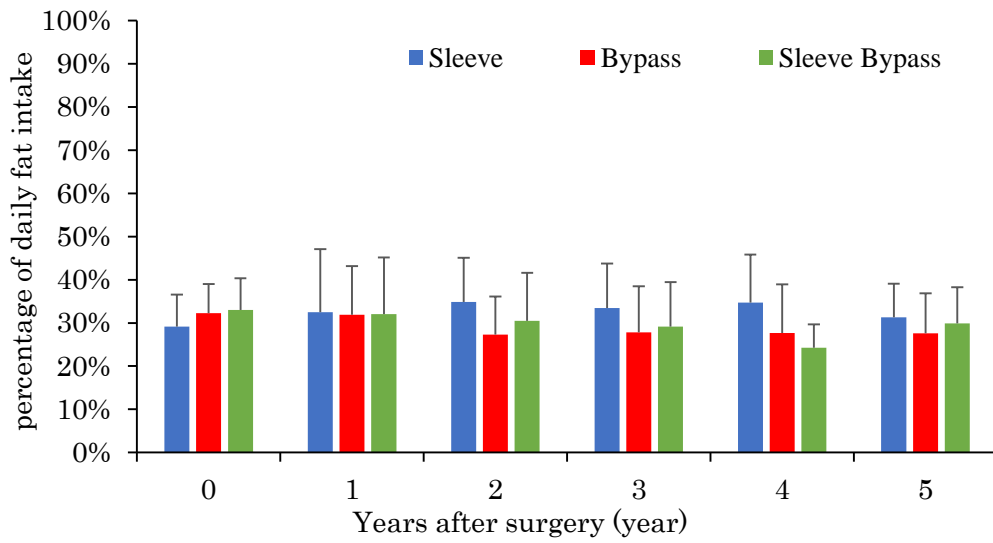 percentage of daily fat intake
100%
90%
80%
70%
60%
50%
40%
30%
20%
10%
0%
Sleeve Bypass Sleeve Bypass
0 1 2 3 4 5
Years after surgery (year)